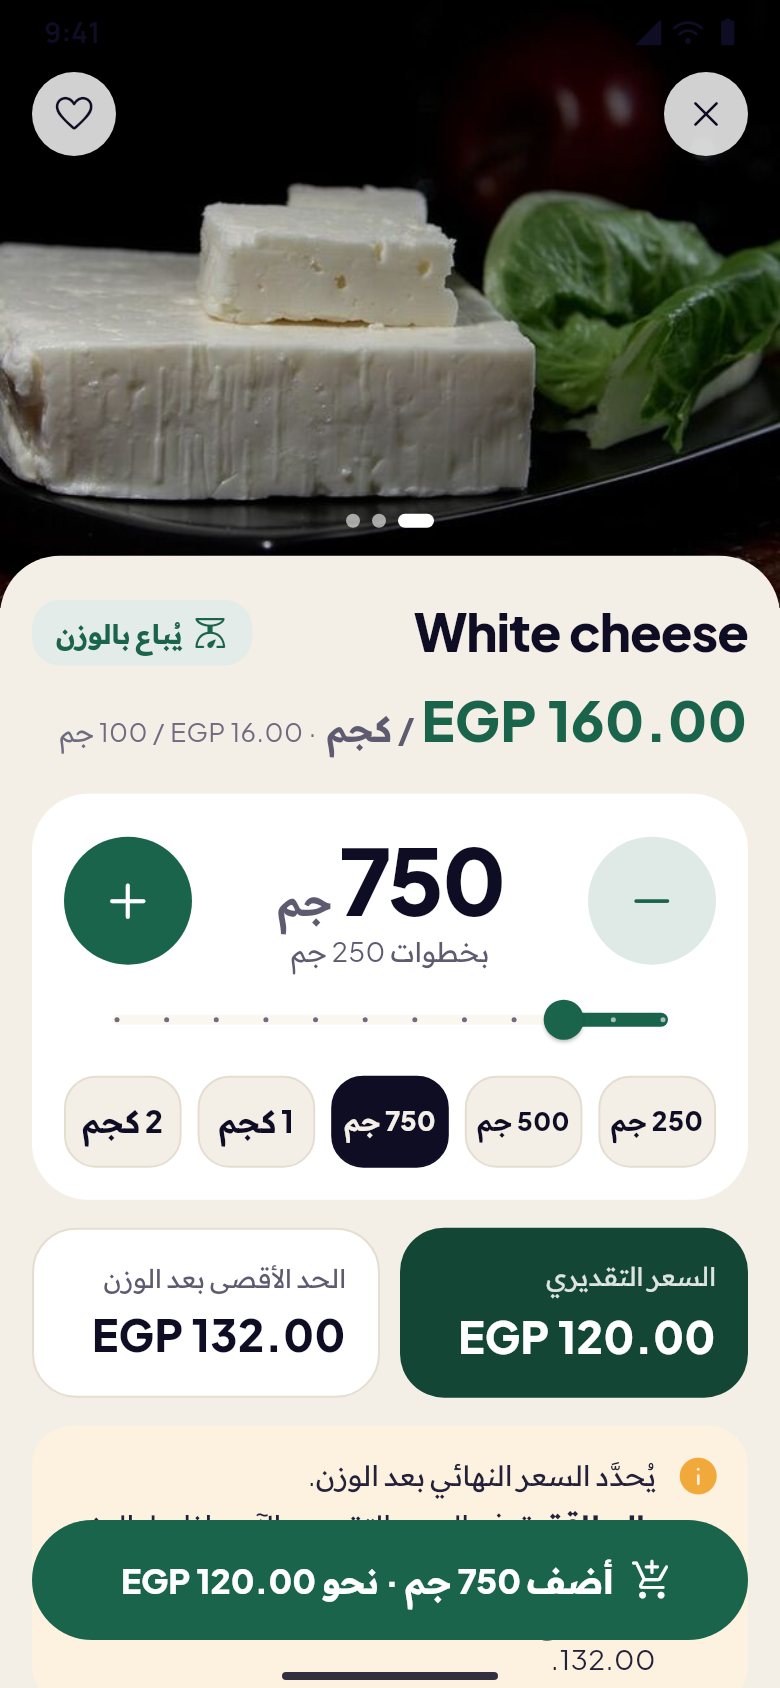 9:41
White cheese
يُباع بالوزن
EGP 160.00 / كجم · EGP 16.00 / 100 جم
750 جم
بخطوات 250 جم
250 جم
500 جم
750 جم
1 كجم
2 كجم
السعر التقديري
EGP 120.00
الحد الأقصى بعد الوزن
EGP 132.00
يُحدَّد السعر النهائي بعد الوزن.
أضف 750 جم · نحو EGP 120.00
132.00.